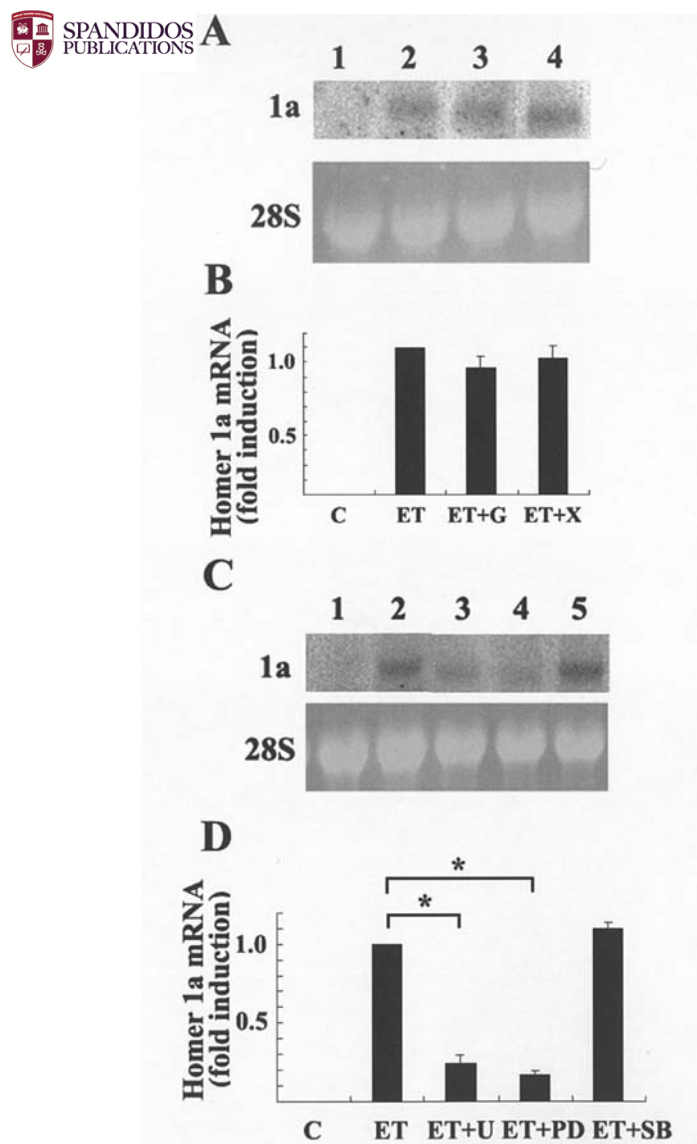 SPANDIDOS
PUBLICATIONS
A
1 2 3 4
1a
28S
B
Homer 1a mRNA
(fold induction)
1.0
0.5
C ET ET+G ET+X
C
1 2 3 4 5
1a
28S
D
Homer 1a mRNA
(fold induction)
*
*
1.0
0.5
C ET ET+U ET+PD ET+SB